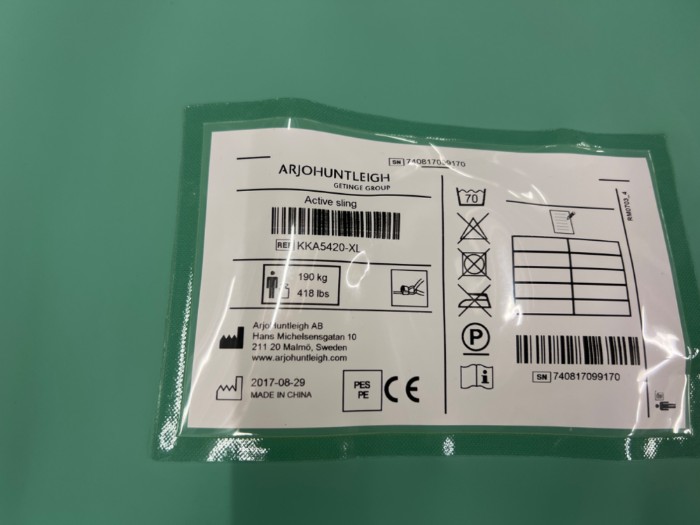 SN 740817099170
ARJOHUNTLEIGH
GETINGE GROUP
Active sling
REF KKA5420-XL
190 kg
418 lbs
ArjoHuntleigh AB
Hans Michelsensgatan 10
211 20 Malmö, Sweden
www.arjohuntleigh.com
2017-08-29
MADE IN CHINA
PES
PE
CE
70
P
i
SN 740817099170
RM0703_4